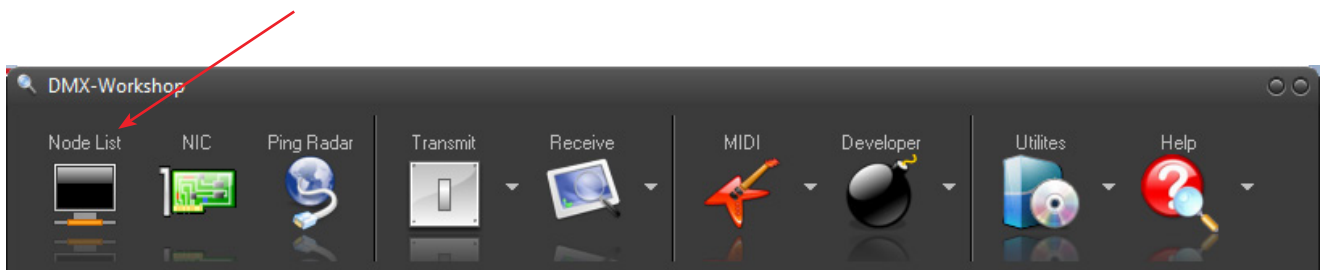 DMX-Workshop
Node List NIC Ping Radar Transmit Receive MIDI Developer Utilites Help